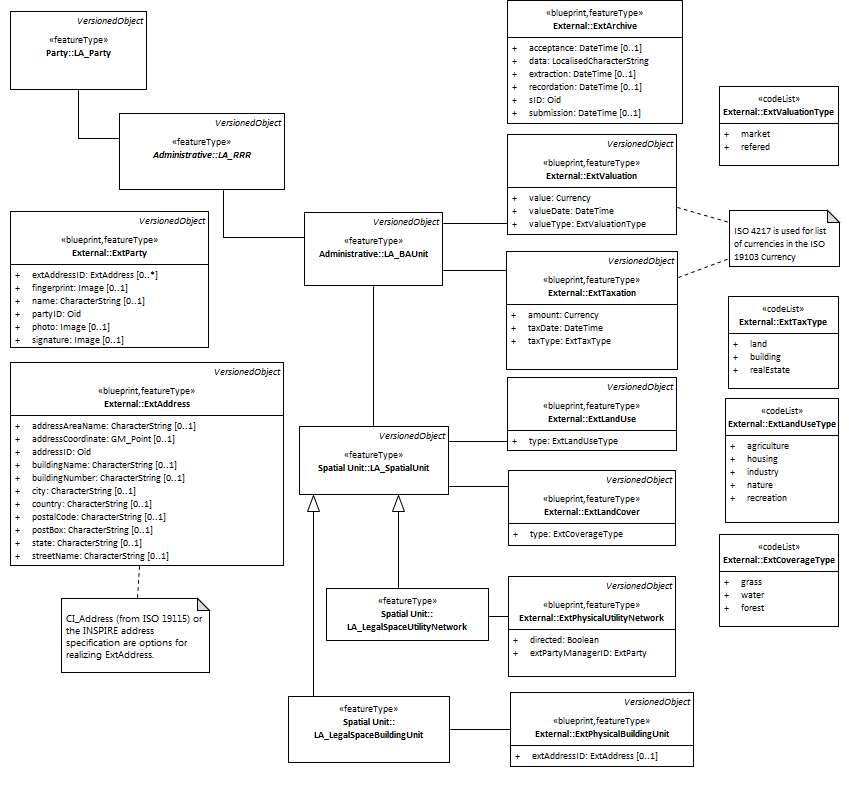 VersionedObject
«featureType»
Party::LA_Party
VersionedObject
«featureType»
Administrative::LA_RRR
VersionedObject
«blueprint,featureType»
External::ExtParty
+ extAddressID: ExtAddress [0..*]
+ fingerprint: Image [0..1]
+ name: CharacterString [0..1]
+ partyID: Oid
+ photo: Image [0..1]
+ signature: Image [0..1]
VersionedObject
«blueprint,featureType»
External::ExtAddress
+ addressAreaName: CharacterString [0..1]
+ addressCoordinate: GM_Point [0..1]
+ addressID: Oid
+ buildingName: CharacterString [0..1]
+ buildingNumber: CharacterString [0..1]
+ city: CharacterString [0..1]
+ country: CharacterString [0..1]
+ postalCode: CharacterString [0..1]
+ postBox: CharacterString [0..1]
+ state: CharacterString [0..1]
+ streetName: CharacterString [0..1]
CI_Address (from ISO 19115) or
the INSPIRE address
specification are options for
realizing ExtAddress.
VersionedObject
«featureType»
Administrative::LA_BAUnit
VersionedObject
«featureType»
Spatial Unit::LA_SpatialUnit
«featureType»
Spatial Unit::
LA_LegalSpaceUtilityNetwork
«featureType»
Spatial Unit::
LA_LegalSpaceBuildingUnit
«blueprint,featureType»
External::ExtArchive
+ acceptance: DateTime [0..1]
+ data: LocalisedCharacterString
+ extraction: DateTime [0..1]
+ recordation: DateTime [0..1]
+ sID: Oid
+ submission: DateTime [0..1]
VersionedObject
«blueprint,featureType»
External::ExtValuation
+ value: Currency
+ valueDate: DateTime
+ valueType: ExtValuationType
VersionedObject
«blueprint,featureType»
External::ExtTaxation
+ amount: Currency
+ taxDate: DateTime
+ taxType: ExtTaxType
VersionedObject
«blueprint,featureType»
External::ExtLandUse
+ type: ExtLandUseType
VersionedObject
«blueprint,featureType»
External::ExtLandCover
+ type: ExtCoverageType
VersionedObject
«blueprint,featureType»
External::ExtPhysicalUtilityNetwork
+ directed: Boolean
+ extPartyManagerID: ExtParty
VersionedObject
«blueprint,featureType»
External::ExtPhysicalBuildingUnit
+ extAddressID: ExtAddress [0..1]
«codeList»
External::ExtValuationType
+ market
+ refered
ISO 4217 is used for list
of currencies in the ISO
19103 Currency
«codeList»
External::ExtTaxType
+ land
+ building
+ realEstate
«codeList»
External::ExtLandUseType
+ agriculture
+ housing
+ industry
+ nature
+ recreation
«codeList»
External::ExtCoverageType
+ grass
+ water
+ forest